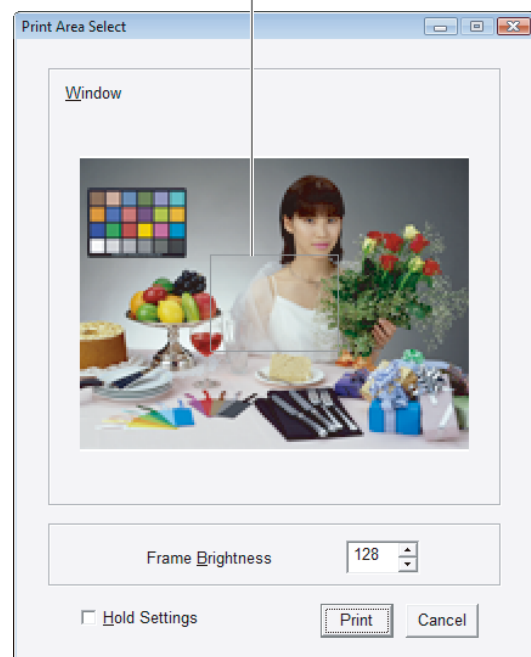 Print Area Select
Window
Frame Brightness
128
Hold Settings
Print
Cancel